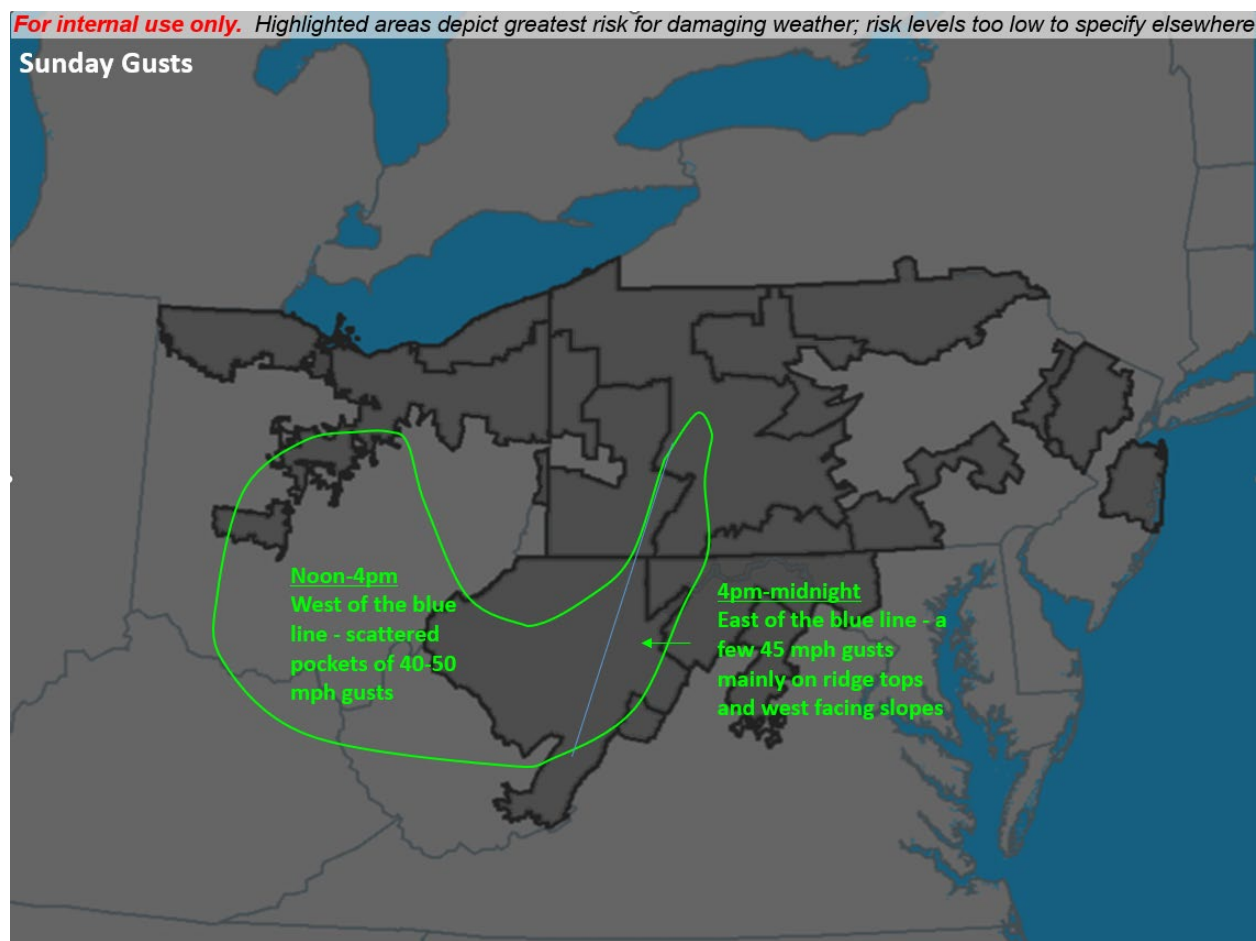 For internal use only. Highlighted areas depict greatest risk for damaging weather; risk levels too low to specify elsewhere
Sunday Gusts
Noon-4pm
West of the blue
line - scattered
pockets of 40-50
mph gusts
4pm-midnight
East of the blue line - a
few 45 mph gusts
mainly on ridge tops
and west facing slopes